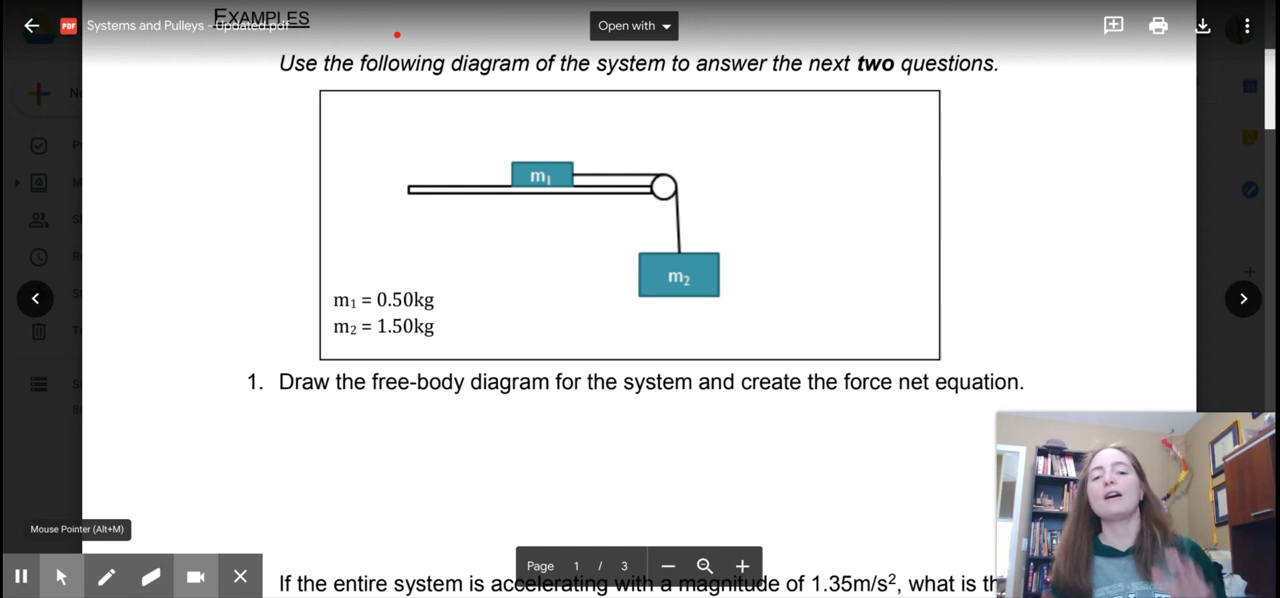 EXAMPLES
PDF Systems and Pulleys - Updated.pdf
Open with
Use the following diagram of the system to answer the next two questions.
m₁
m₂
m₁ = 0.50kg
m₂ = 1.50kg
1. Draw the free-body diagram for the system and create the force net equation.
Mouse Pointer (Alt+M)
Page 1 / 3
If the entire system is accelerating with a magnitude of 1.35m/s², what is th